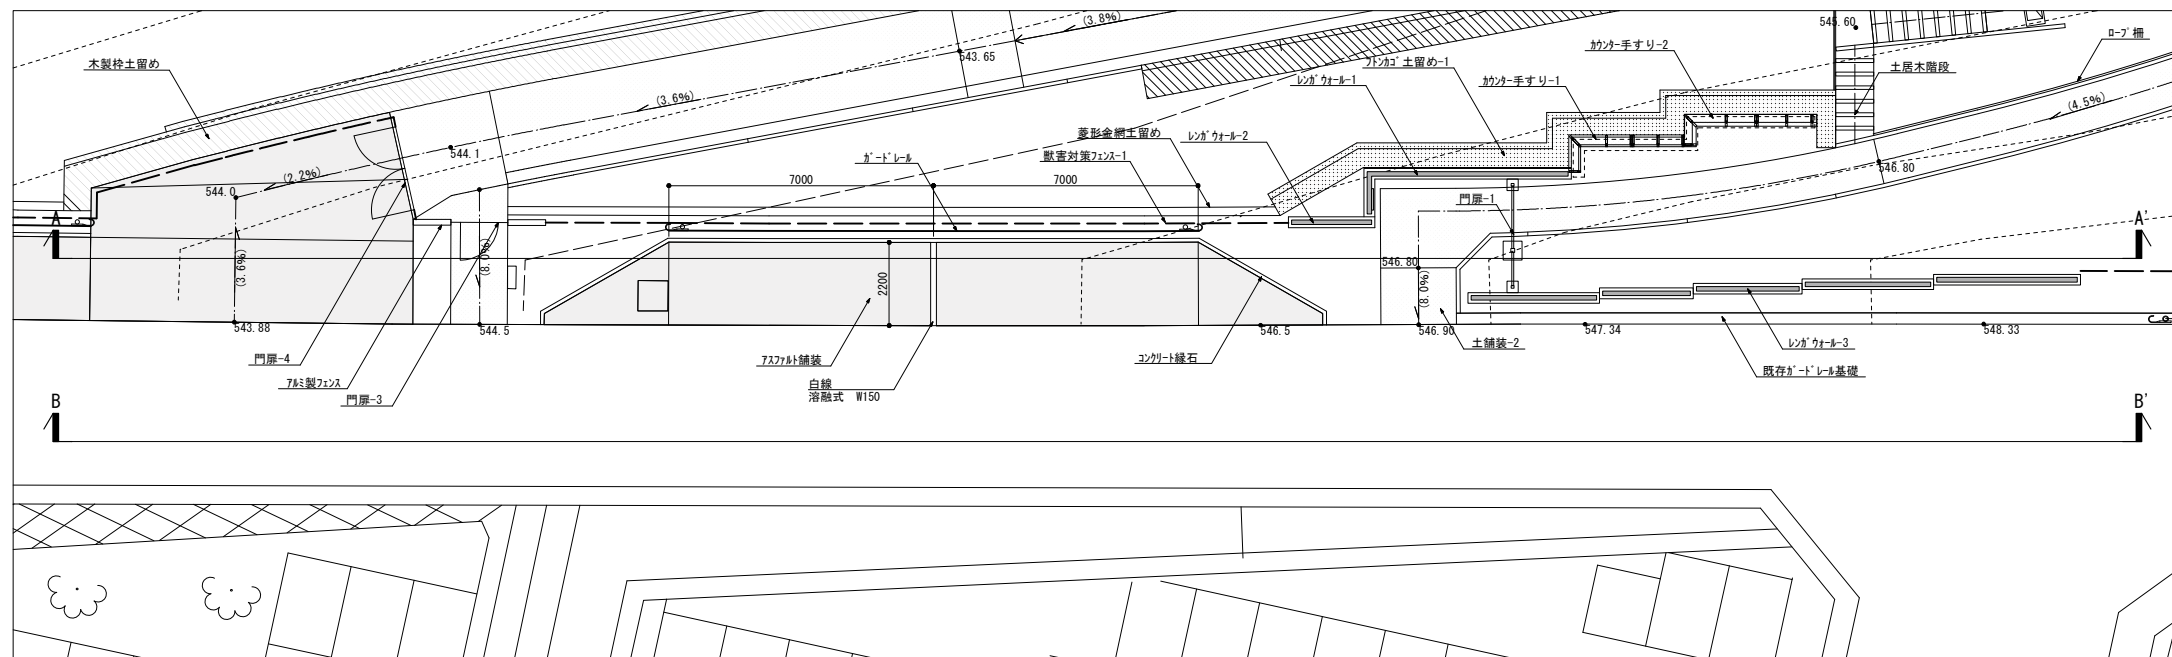 (3.8%)
545.60
ﾛｰﾌﾟ柵
ｶｳﾝﾀｰ手すり-2
木製枠土留め
543.65
ﾌﾄﾝｶｺﾞ土留め-1
土居木階段
ﾚﾝｶﾞｳｫｰﾙ-1
ｶｳﾝﾀｰ手すり-1
(3.6%)
(4.5%)
菱形金網土留め
ﾚﾝｶﾞｳｫｰﾙ-2
544.1
ｶﾞｰﾄﾞﾚｰﾙ
獣害対策ﾌｪﾝｽ-1
546.80
(2.2%)
7000
7000
544.0
門扉-1
A
A'
(3.6%)
(8.0%)
546.80
2200
(8.0%)
543.88
544.5
546.5
546.90
547.34
548.33
門扉-4
ｱｽﾌｧﾙﾄ舗装
ｺﾝｸﾘｰﾄ縁石
土舗装-2
ﾚﾝｶﾞｳｫｰﾙ-3
ｱﾙﾐ製ﾌｪﾝｽ
既存ｶﾞｰﾄﾞﾚｰﾙ基礎
門扉-3
白線
溶融式 W150
B
B'